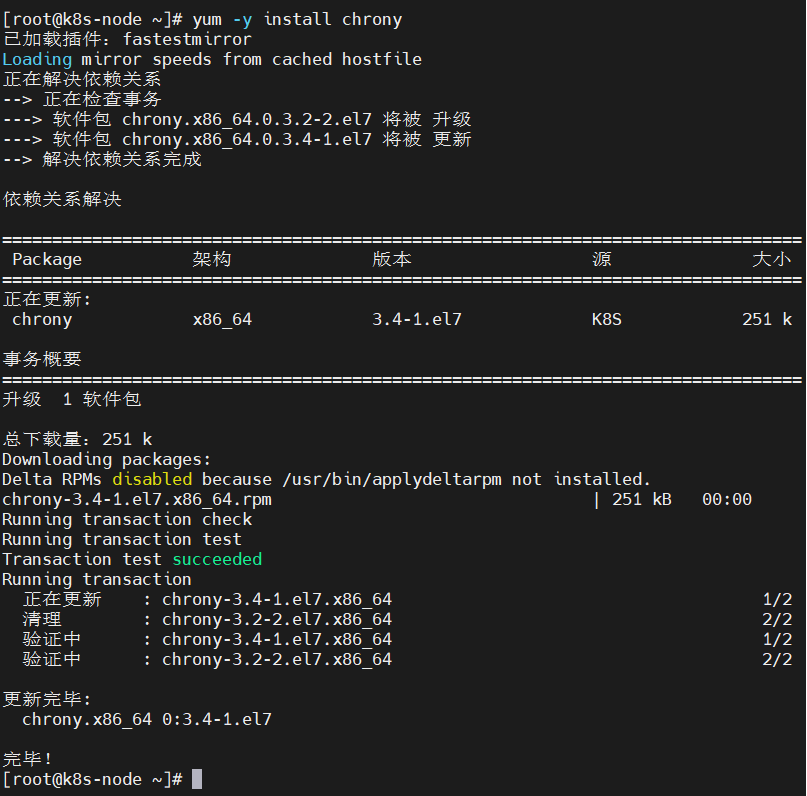 [root@k8s-node ~]# yum -y install chrony
已加载插件：fastestmirror
Loading mirror speeds from cached hostfile
正在解决依赖关系
--> 正在检查事务
---> 软件包 chrony.x86_64.0.3.2-2.el7 将被 升级
---> 软件包 chrony.x86_64.0.3.4-1.el7 将被 更新
--> 解决依赖关系完成
依赖关系解决
================================================================================
Package 架构 版本 源 大小
================================================================================
正在更新:
chrony x86_64 3.4-1.el7 K8S 251 k
事务概要
================================================================================
升级 1 软件包
总下载量：251 k
Downloading packages:
Delta RPMs disabled because /usr/bin/applydeltarpm not installed.
chrony-3.4-1.el7.x86_64.rpm | 251 kB 00:00
Running transaction check
Running transaction test
Transaction test succeeded
Running transaction
正在更新 : chrony-3.4-1.el7.x86_64 1/2
清理 : chrony-3.2-2.el7.x86_64 2/2
验证中 : chrony-3.4-1.el7.x86_64 1/2
验证中 : chrony-3.2-2.el7.x86_64 2/2
更新完毕:
chrony.x86_64 0:3.4-1.el7
完毕！
[root@k8s-node ~]#